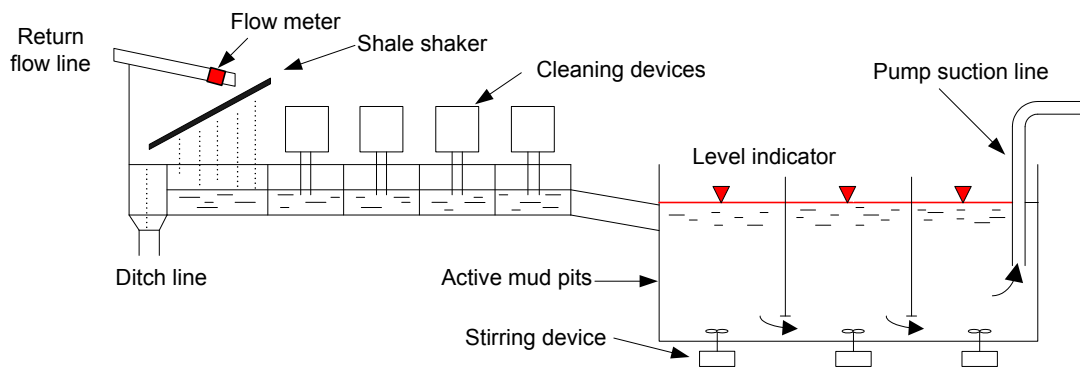 Return
flow line
Flow meter
Shale shaker
Cleaning devices
Pump suction line
Level indicator
Ditch line
Active mud pits
Stirring device